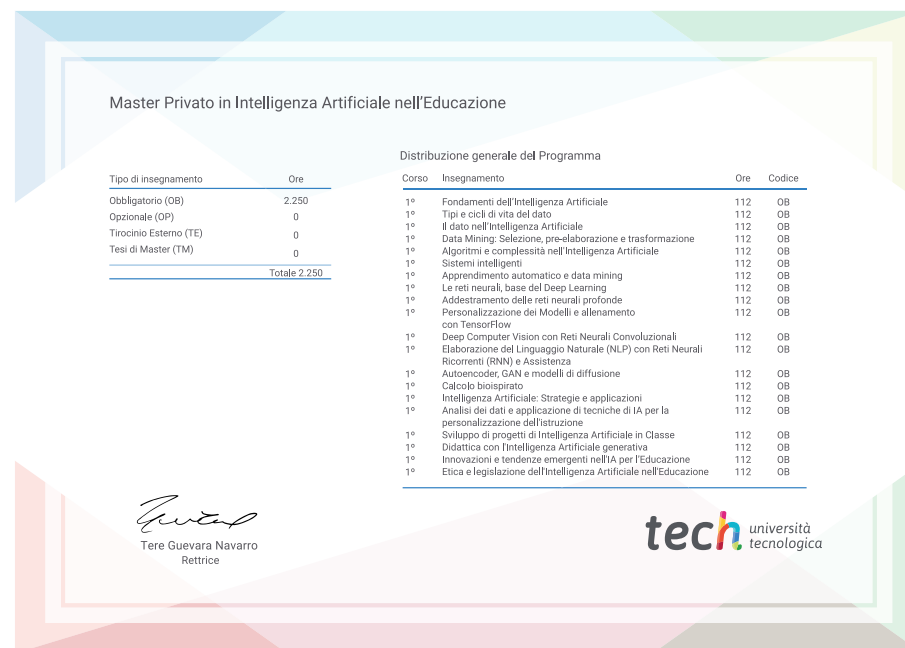 Master Privato in Intelligenza Artificiale nell'Educazione
Tipo di insegnamento Ore
Obbligatorio (OB) 2.250
Opzionale (OP) 0
Tirocinio Esterno (TE) 0
Tesi di Master (TM) 0
Totale 2.250
Distribuzione generale del Programma
Corso Insegnamento Ore Codice
1º Fondamenti dell'Intelligenza Artificiale 112 OB
1º Tipi e cicli di vita del dato 112 OB
1º Il dato nell'Intelligenza Artificiale 112 OB
1º Data Mining: Selezione, pre-elaborazione e trasformazione 112 OB
1º Algoritmi e complessità nell'Intelligenza Artificiale 112 OB
1º Sistemi intelligenti 112 OB
1º Apprendimento automatico e data mining 112 OB
1º Le reti neurali, base del Deep Learning 112 OB
1º Addestramento delle reti neurali profonde 112 OB
1º Personalizzazione dei Modelli e allenamento 112 OB
con TensorFlow
1º Deep Computer Vision con Reti Neurali Convoluzionali 112 OB
1º Elaborazione del Linguaggio Naturale (NLP) con Reti Neurali 112 OB
Ricorrenti (RNN) e Assistenza
1º Autoencoder, GAN e modelli di diffusione 112 OB
1º Calcolo bioispirato 112 OB
1º Intelligenza Artificiale: Strategie e applicazioni 112 OB
1º Analisi dei dati e applicazione di tecniche di IA per la 112 OB
personalizzazione dell'istruzione
1º Sviluppo di progetti di Intelligenza Artificiale in Classe 112 OB
1º Didattica con l'Intelligenza Artificiale generativa 112 OB
1º Innovazioni e tendenze emergenti nell'IA per l'Educazione 112 OB
1º Etica e legislazione dell'Intelligenza Artificiale nell'Educazione 112 OB
Tere Guevara Navarro
Rettrice
tech università
tecnologica